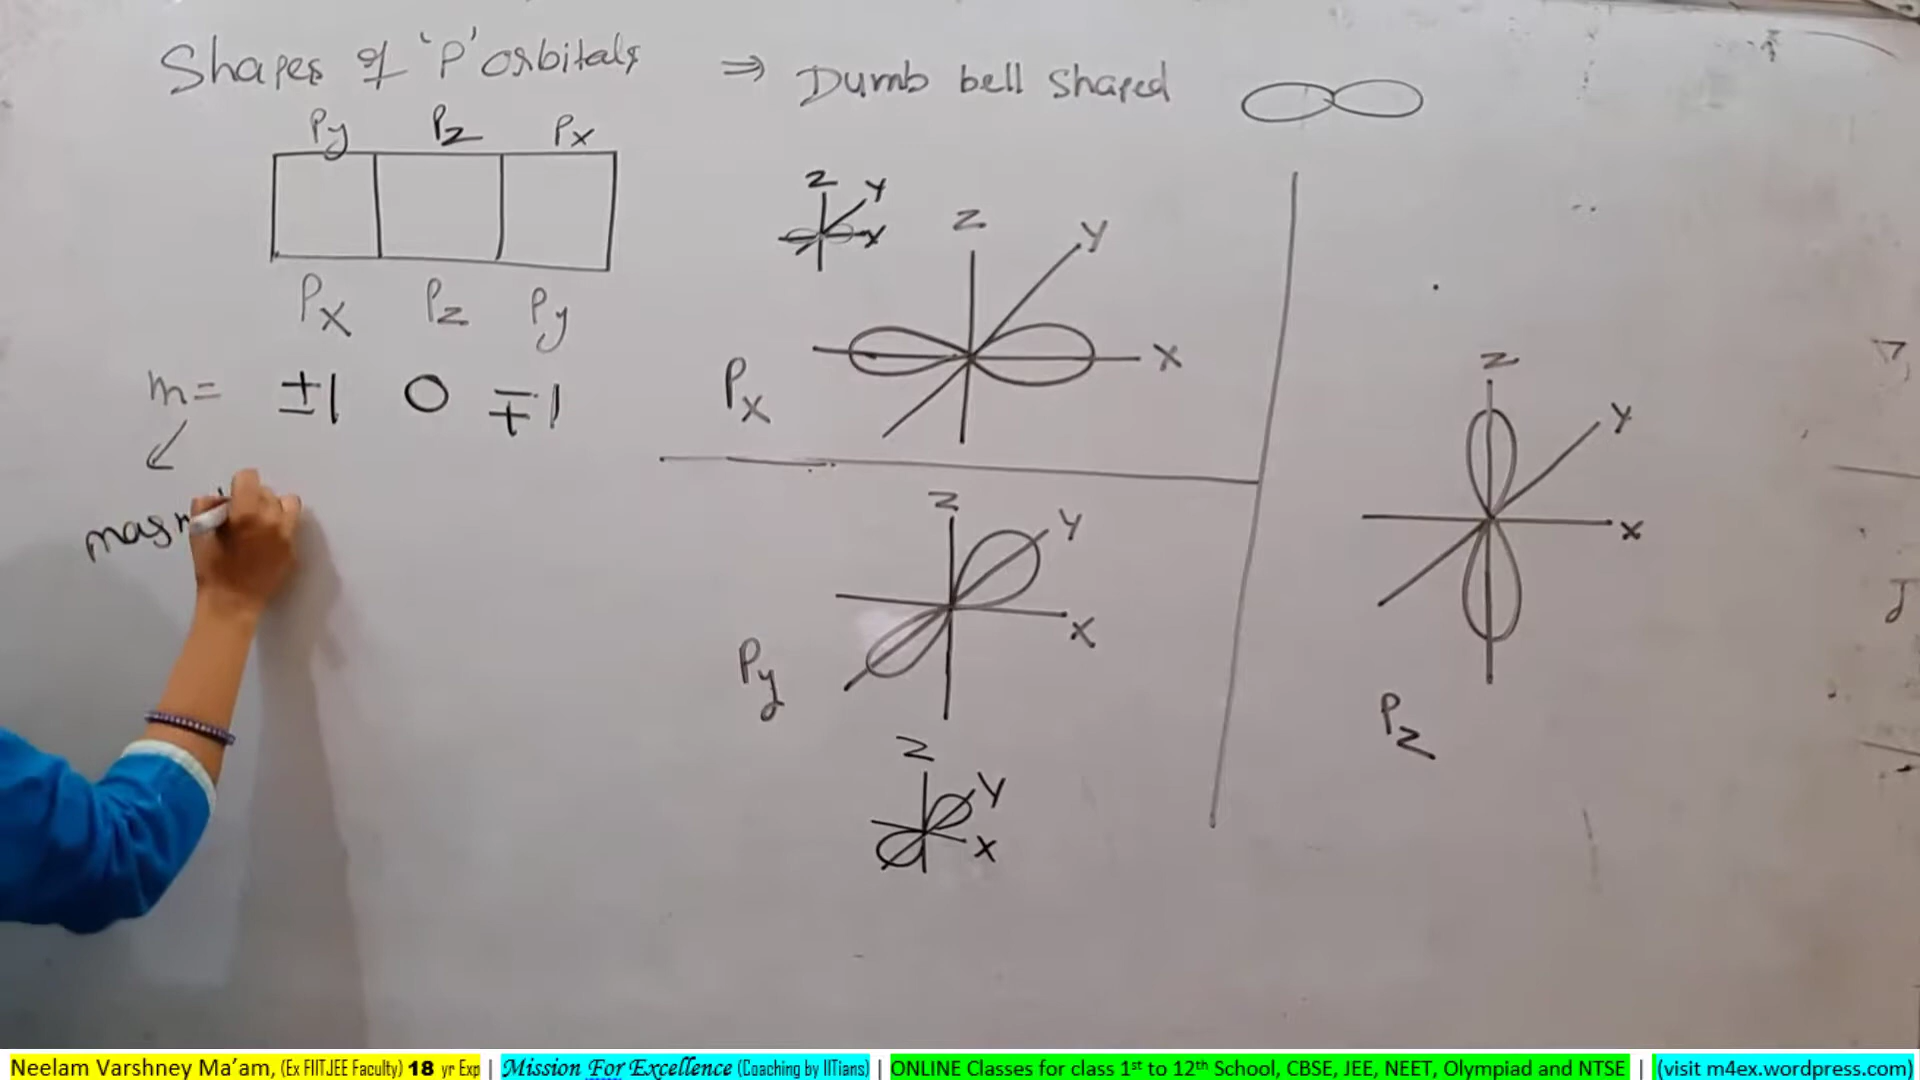 Shapes of 'P' orbitals ⇒ Dumb bell Shaped
Py Pz Px
Px Pz Py
m= ±1 0 ∓1
Z
Y
X
Z
Y
X
Px
Z
Y
X
Py
Z
Y
X
Z
Y
X
Pz
Neelam Varshney Ma'am, (Ex FIITJEE Faculty) 18 yr Exp | Mission For Excellence (Coaching by IITians) | ONLINE Classes for class 1st to 12th School, CBSE, JEE, NEET, Olympiad and NTSE | (visit m4ex.wordpress.com)